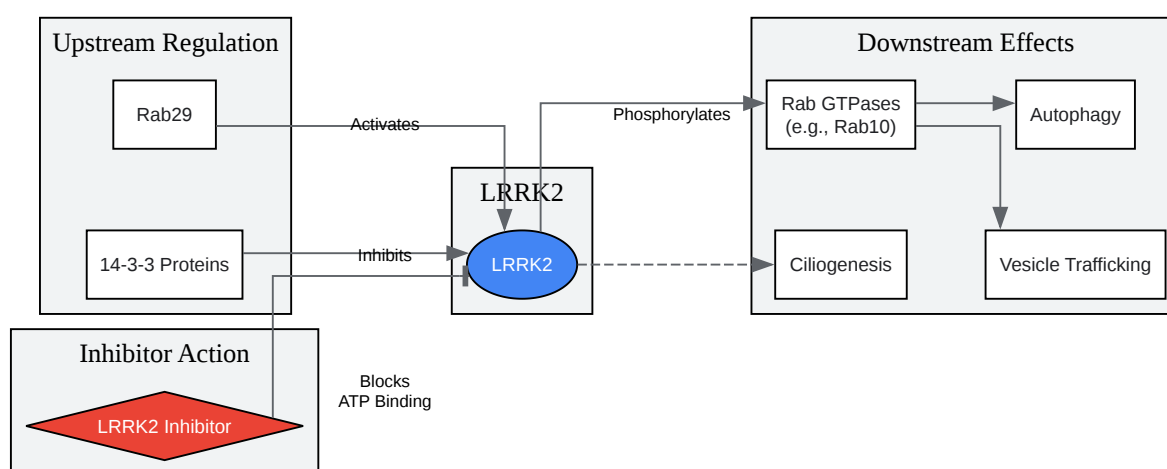 Upstream Regulation
Downstream Effects
Rab29
Activates
Phosphorylates
Rab GTPases
(e.g., Rab10)
Autophagy
LRRK2
14-3-3 Proteins
Inhibits
LRRK2
Ciliogenesis
Vesicle Trafficking
Inhibitor Action
Blocks
ATP Binding
LRRK2 Inhibitor